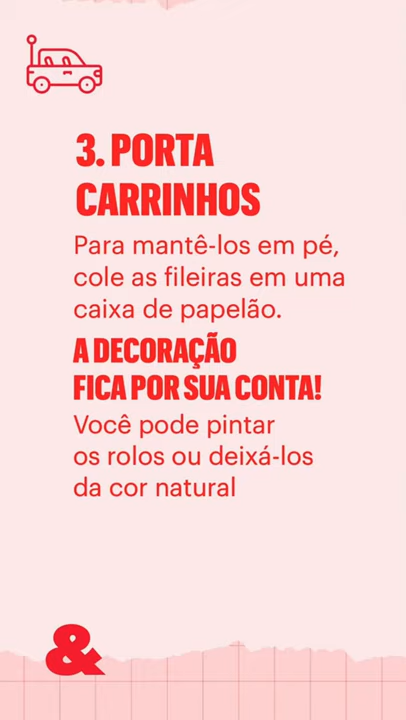 3. PORTA
CARRINHOS
Para mantê-los em pé,
cole as fileiras em uma
caixa de papelão.
A DECORAÇÃO
FICA POR SUA CONTA!
Você pode pintar
os rolos ou deixá-los
da cor natural
&